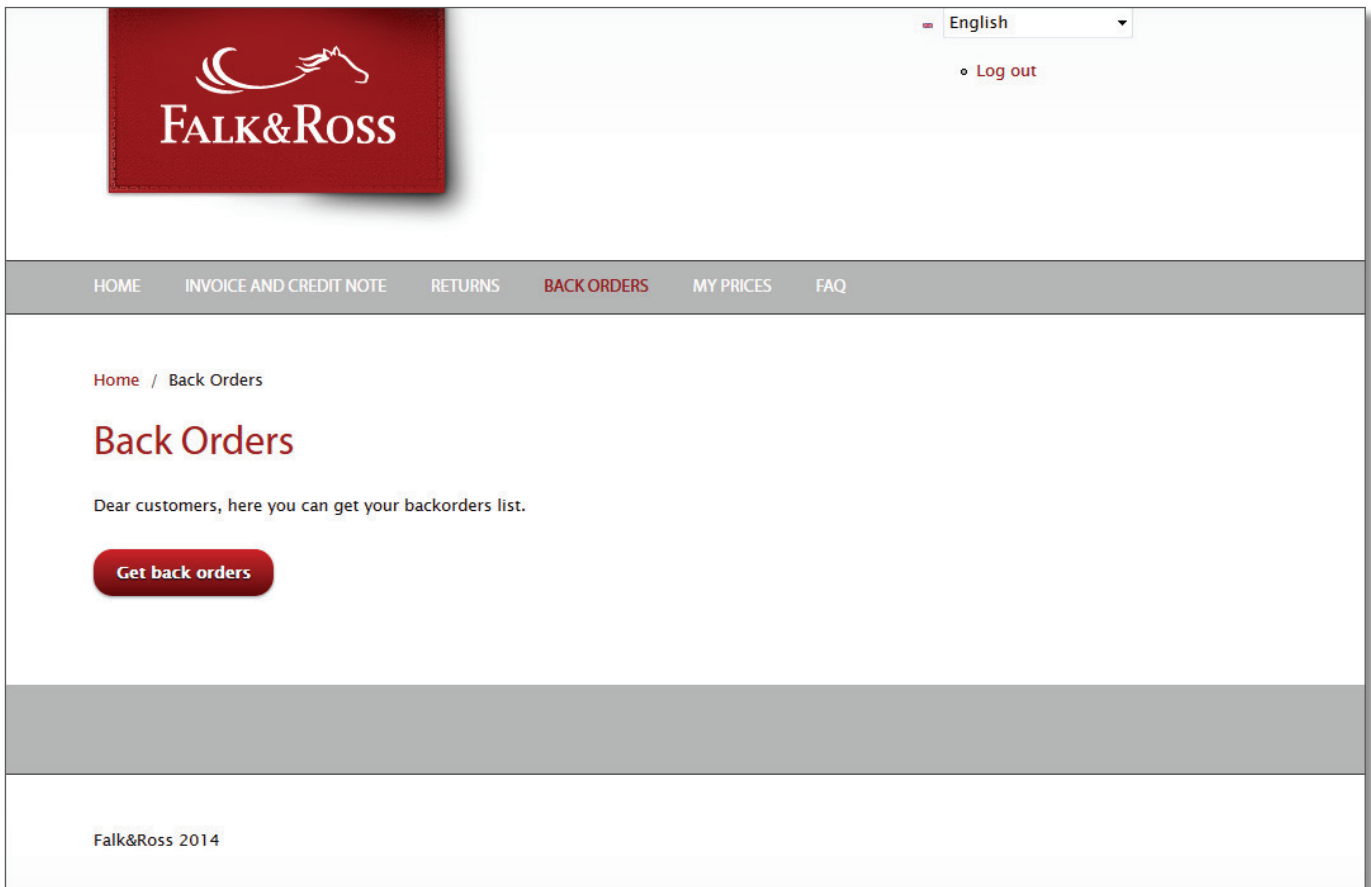 English
Log out
FALK&ROSS
HOME INVOICE AND CREDIT NOTE RETURNS BACK ORDERS MY PRICES FAQ
Home / Back Orders
Back Orders
Dear customers, here you can get your backorders list.
Get back orders
Falk&Ross 2014